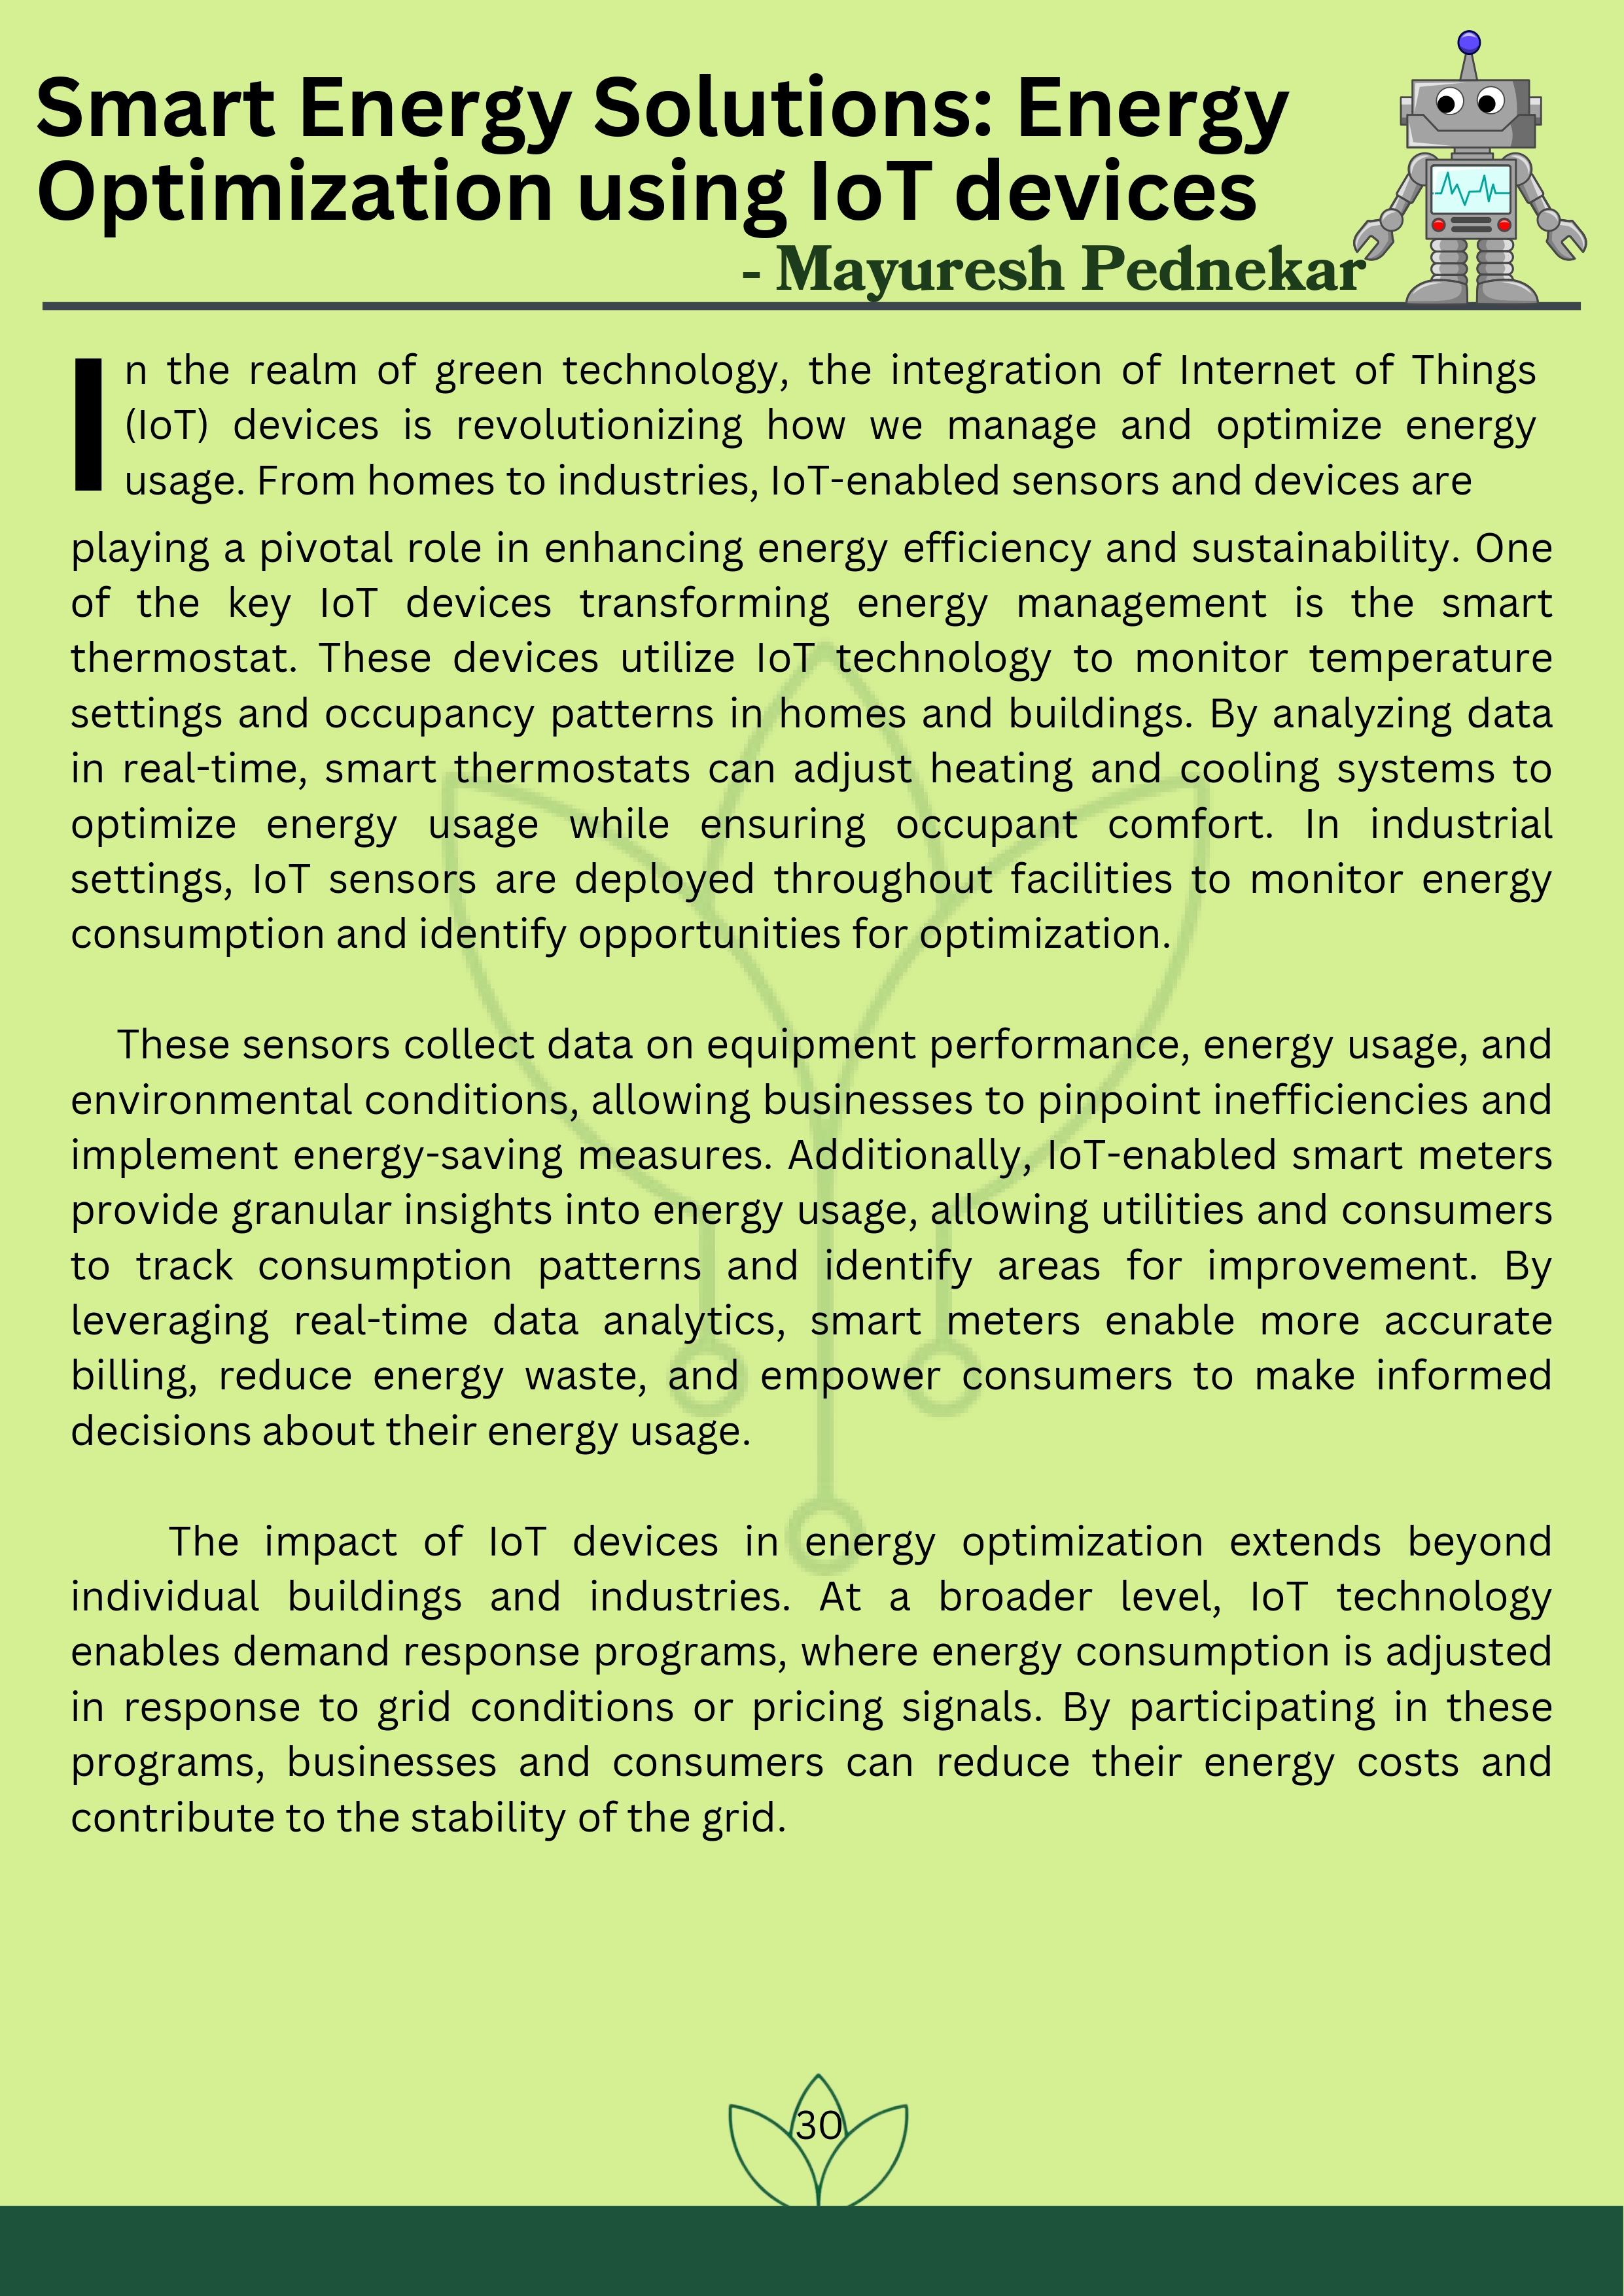 Smart Energy Solutions: Energy
Optimization using IoT devices
- Mayuresh Pednekar
In the realm of green technology, the integration of Internet of Things
(IoT) devices is revolutionizing how we manage and optimize energy
usage. From homes to industries, IoT-enabled sensors and devices are
playing a pivotal role in enhancing energy efficiency and sustainability. One
of the key IoT devices transforming energy management is the smart
thermostat. These devices utilize IoT technology to monitor temperature
settings and occupancy patterns in homes and buildings. By analyzing data
in real-time, smart thermostats can adjust heating and cooling systems to
optimize energy usage while ensuring occupant comfort. In industrial
settings, IoT sensors are deployed throughout facilities to monitor energy
consumption and identify opportunities for optimization.
These sensors collect data on equipment performance, energy usage, and
environmental conditions, allowing businesses to pinpoint inefficiencies and
implement energy-saving measures. Additionally, IoT-enabled smart meters
provide granular insights into energy usage, allowing utilities and consumers
to track consumption patterns and identify areas for improvement. By
leveraging real-time data analytics, smart meters enable more accurate
billing, reduce energy waste, and empower consumers to make informed
decisions about their energy usage.
The impact of IoT devices in energy optimization extends beyond
individual buildings and industries. At a broader level, IoT technology
enables demand response programs, where energy consumption is adjusted
in response to grid conditions or pricing signals. By participating in these
programs, businesses and consumers can reduce their energy costs and
contribute to the stability of the grid.
30